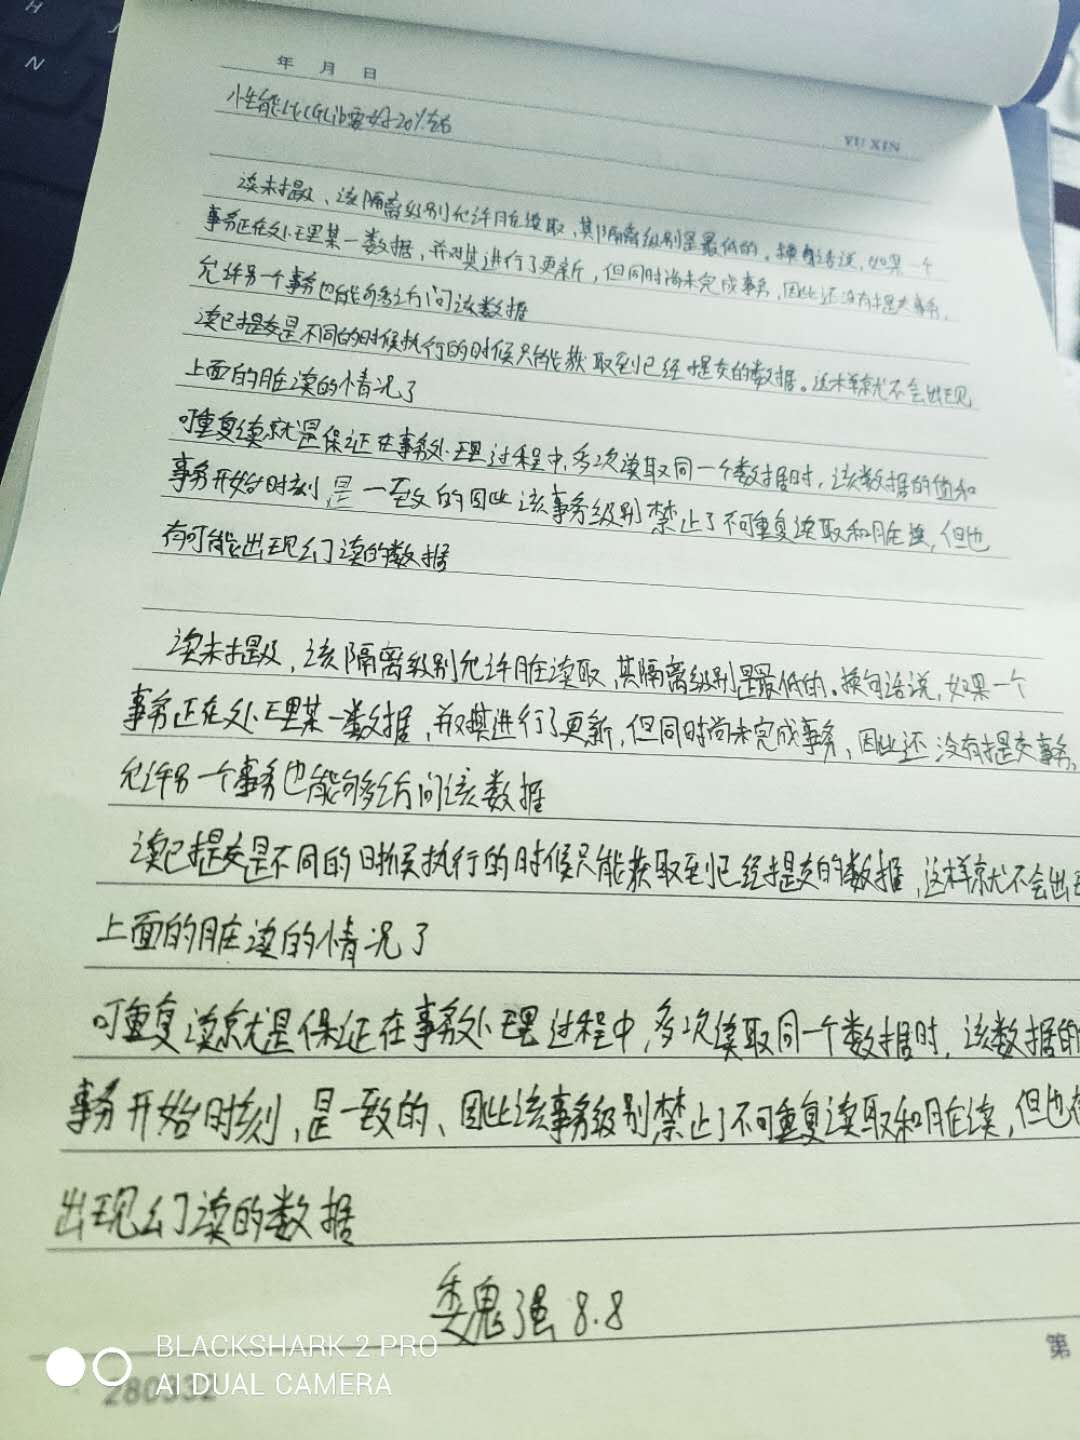 H
N
年 月 日
YU XIN
性能比CGLib要好20%左右
读未提及、该隔离级别允许脏读取,其隔离级别是最低的。换句话说,如果一个
事务正在处理某一数据,并对其进行了更新,但同时尚未完成事务,因此还没有提交事务,
允许另一个事务也能够访问该数据
读已提交是不同的时候执行的时候只能获取到已经提交的数据。这样就不会出现
上面的脏读的情况了
可重复读就是保证在事务处理过程中,多次读取同一个数据时,该数据的值和
事务开始时刻是一致的因此该事务级别禁止了不可重复读取和脏读,但也
有可能出现幻读的数据
读未提及,该隔离级别允许脏读取,其隔离级别是最低的。换句话说,如果一个
事务正在处理某一数据,并对其进行了更新,但同时尚未完成事务,因此还没有提交事务,
允许另一个事务也能够访问该数据
读已提交是不同的时候执行的时候只能获取到已经提交的数据,这样就不会出现
上面的脏读的情况了
可重复读就是保证在事务处理过程中,多次读取同一个数据时,该数据的
事务开始时刻,是一致的、因此该事务级别禁止了不可重复读取和脏读,但也有
出现幻读的数据
魏强 8.8
第
BLACKSHARK 2 PRO
AI DUAL CAMERA